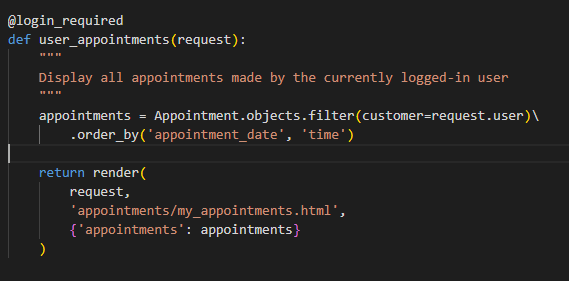 @login_required
def user_appointments(request):
    """
    Display all appointments made by the currently logged-in user
    """
    appointments = Appointment.objects.filter(customer=request.user)\
        .order_by('appointment_date', 'time')

    return render(
        request,
        'appointments/my_appointments.html',
        {'appointments': appointments}
    )